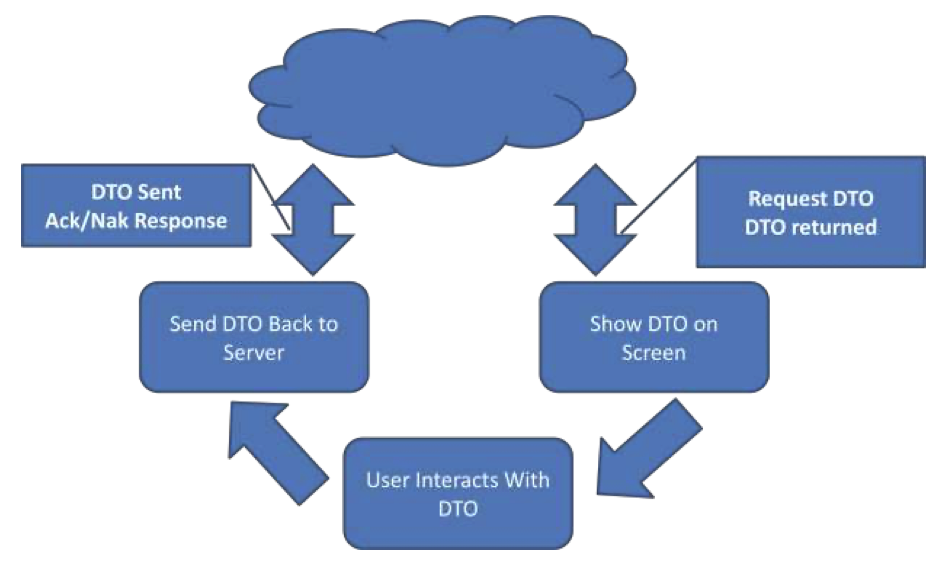 DTO Sent
Ack/Nak Response
Request DTO
DTO returned
Send DTO Back to
Server
Show DTO on
Screen
User Interacts With
DTO